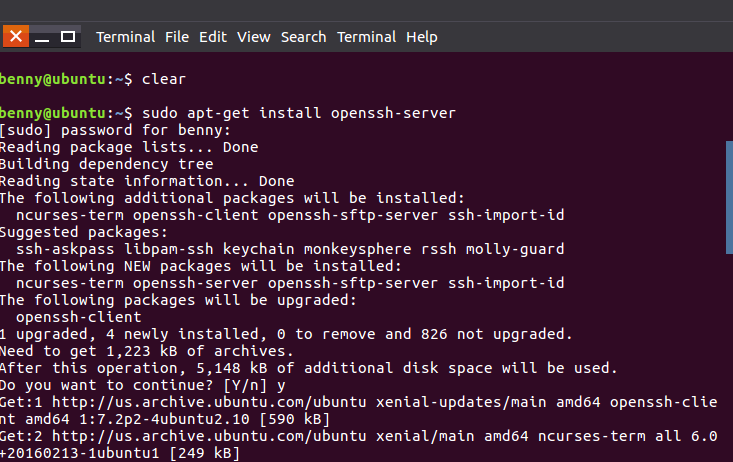 Terminal File Edit View Search Terminal Help
benny@ubuntu:~$ clear
benny@ubuntu:~$ sudo apt-get install openssh-server
[sudo] password for benny:
Reading package lists... Done
Building dependency tree
Reading state information... Done
The following additional packages will be installed:
  ncurses-term openssh-client openssh-sftp-server ssh-import-id
Suggested packages:
  ssh-askpass libpam-ssh keychain monkeysphere rssh molly-guard
The following NEW packages will be installed:
  ncurses-term openssh-server openssh-sftp-server ssh-import-id
The following packages will be upgraded:
  openssh-client
1 upgraded, 4 newly installed, 0 to remove and 826 not upgraded.
Need to get 1,223 kB of archives.
After this operation, 5,148 kB of additional disk space will be used.
Do you want to continue? [Y/n] y
Get:1 http://us.archive.ubuntu.com/ubuntu xenial-updates/main amd64 openssh-clie
nt amd64 1:7.2p2-4ubuntu2.10 [590 kB]
Get:2 http://us.archive.ubuntu.com/ubuntu xenial/main amd64 ncurses-term all 6.0
+20160213-1ubuntu1 [249 kB]